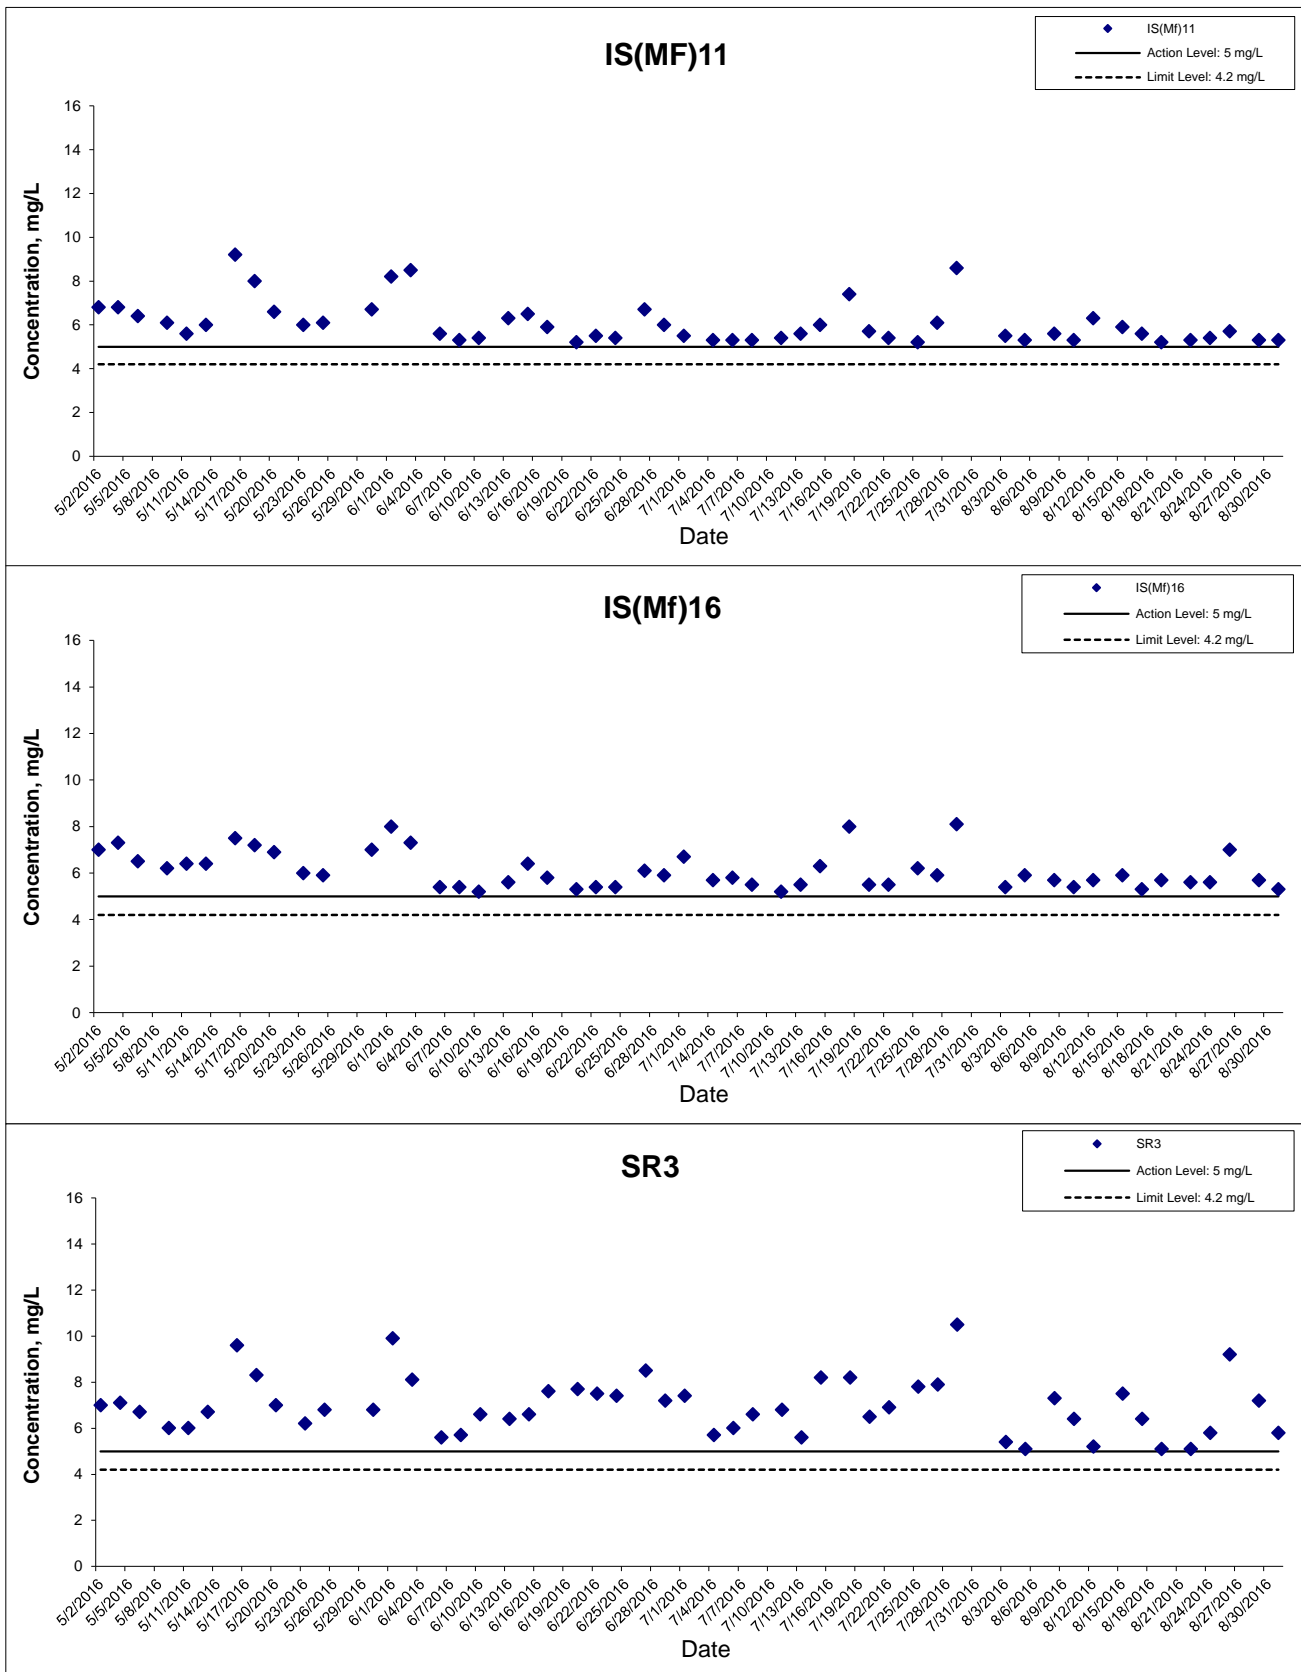 IS(MF)11
IS(Mf)11
Action Level: 5 mg/L
Limit Level: 4.2 mg/L
Concentration, mg/L
16
14
12
10
8
6
4
2
0
5/2/2016 5/5/2016 5/8/2016 5/11/2016 5/14/2016 5/17/2016 5/20/2016 5/23/2016 5/26/2016 5/29/2016 6/1/2016 6/4/2016 6/7/2016 6/10/2016 6/13/2016 6/16/2016 6/19/2016 6/22/2016 6/25/2016 6/28/2016 7/1/2016 7/4/2016 7/7/2016 7/10/2016 7/13/2016 7/16/2016 7/19/2016 7/22/2016 7/25/2016 7/28/2016 7/31/2016 8/3/2016 8/6/2016 8/9/2016 8/12/2016 8/15/2016 8/18/2016 8/21/2016 8/24/2016 8/27/2016 8/30/2016
Date
IS(Mf)16
IS(Mf)16
Action Level: 5 mg/L
Limit Level: 4.2 mg/L
Concentration, mg/L
16
14
12
10
8
6
4
2
0
5/2/2016 5/5/2016 5/8/2016 5/11/2016 5/14/2016 5/17/2016 5/20/2016 5/23/2016 5/26/2016 5/29/2016 6/1/2016 6/4/2016 6/7/2016 6/10/2016 6/13/2016 6/16/2016 6/19/2016 6/22/2016 6/25/2016 6/28/2016 7/1/2016 7/4/2016 7/7/2016 7/10/2016 7/13/2016 7/16/2016 7/19/2016 7/22/2016 7/25/2016 7/28/2016 7/31/2016 8/3/2016 8/6/2016 8/9/2016 8/12/2016 8/15/2016 8/18/2016 8/21/2016 8/24/2016 8/27/2016 8/30/2016
Date
SR3
SR3
Action Level: 5 mg/L
Limit Level: 4.2 mg/L
Concentration, mg/L
16
14
12
10
8
6
4
2
0
5/2/2016 5/5/2016 5/8/2016 5/11/2016 5/14/2016 5/17/2016 5/20/2016 5/23/2016 5/26/2016 5/29/2016 6/1/2016 6/4/2016 6/7/2016 6/10/2016 6/13/2016 6/16/2016 6/19/2016 6/22/2016 6/25/2016 6/28/2016 7/1/2016 7/4/2016 7/7/2016 7/10/2016 7/13/2016 7/16/2016 7/19/2016 7/22/2016 7/25/2016 7/28/2016 7/31/2016 8/3/2016 8/6/2016 8/9/2016 8/12/2016 8/15/2016 8/18/2016 8/21/2016 8/24/2016 8/27/2016 8/30/2016
Date